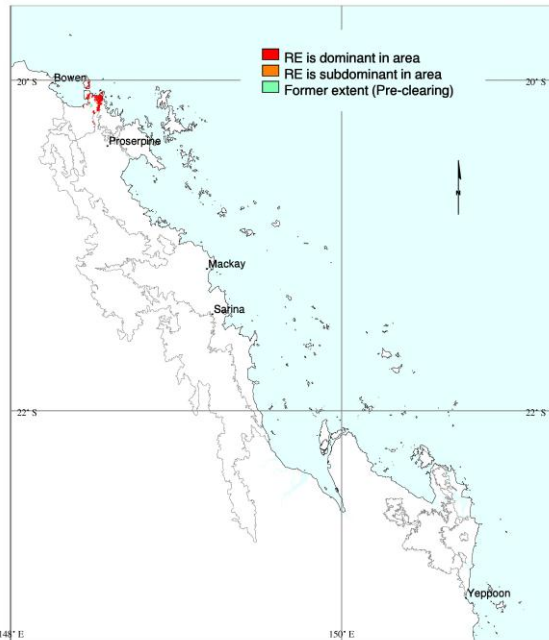 RE is dominant in area
RE is subdominant in area
Former extent (Pre-clearing)
20° S
20° S
Bowen
Proserpine
N
Mackay
Sarina
22° S
22° S
Yeppoon
148° E
150° E